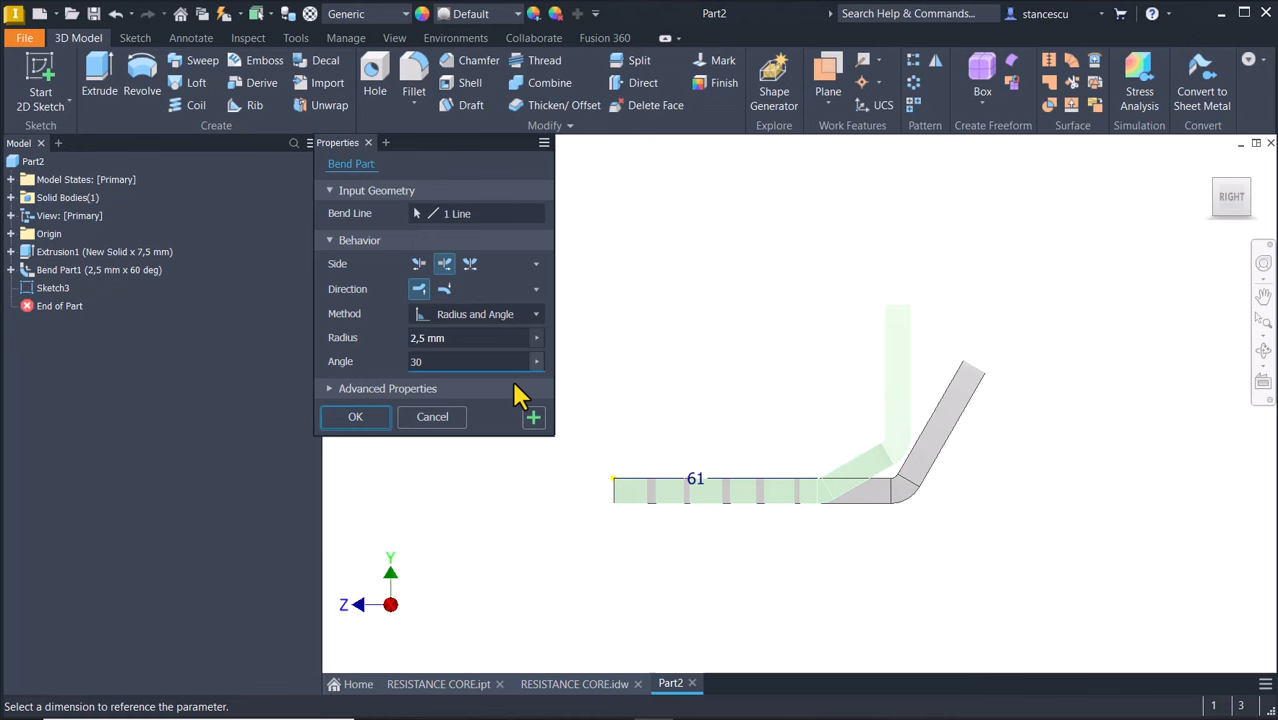 Generic
Default
Part2
Search Help & Commands...
stancescu
File
3D Model
Sketch
Annotate
Inspect
Tools
Manage
View
Environments
Collaborate
Fusion 360
Start
2D Sketch
Extrude
Revolve
Sweep
Loft
Coil
Emboss
Derive
Rib
Decal
Import
Unwrap
Hole
Fillet
Chamfer
Shell
Draft
Thread
Combine
Thicken/ Offset
Split
Direct
Delete Face
Mark
Finish
Shape
Generator
Plane
UCS
Box
Stress
Analysis
Convert to
Sheet Metal
Sketch
Create
Modify
Explore
Work Features
Pattern
Create Freeform
Surface
Simulation
Convert
Model
Properties
Part2
Model States: [Primary]
Solid Bodies(1)
View: [Primary]
Origin
Extrusion1 (New Solid x 7,5 mm)
Bend Part1 (2,5 mm x 60 deg)
Sketch3
End of Part
Bend Part
Input Geometry
Bend Line
1 Line
Behavior
Side
Direction
Method
Radius and Angle
Radius
2,5 mm
Angle
30
Advanced Properties
OK
Cancel
RIGHT
61
Y
Z
Home
RESISTANCE CORE.ipt
RESISTANCE CORE.idw
Part2
Select a dimension to reference the parameter.
1
3